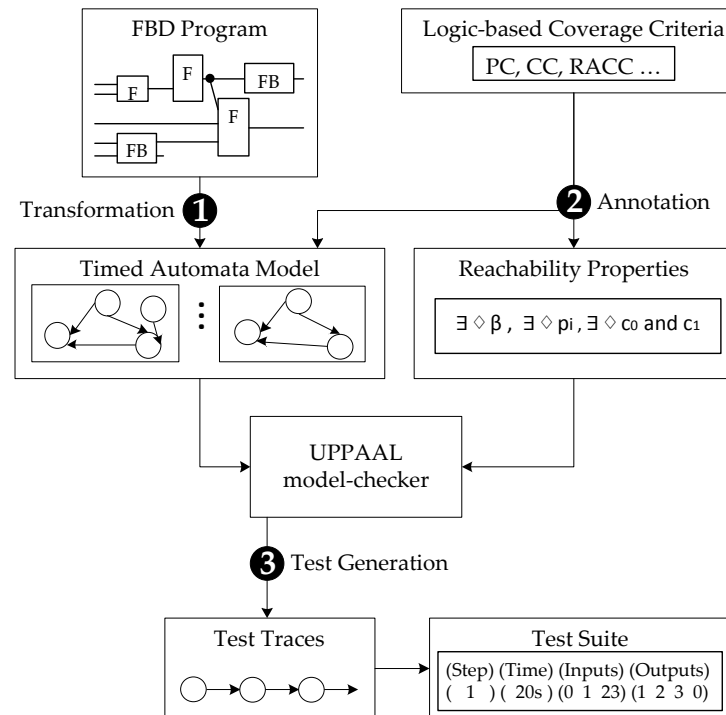 FBD Program
F
F
FB
F
FB
Logic-based Coverage Criteria
PC, CC, RACC ...
Transformation 1
2 Annotation
Timed Automata Model
Reachability Properties
∃ ◊ β , ∃ ◊ pi , ∃ ◊ c0 and c1
UPPAAL
model-checker
3 Test Generation
Test Traces
Test Suite
(Step) (Time) (Inputs) (Outputs)
( 1 ) ( 20s ) (0 1 23) (1 2 3 0)